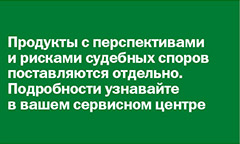 Продукты с перспективами
и рисками судебных споров
поставляются отдельно.
Подробности узнавайте
в вашем сервисном центре